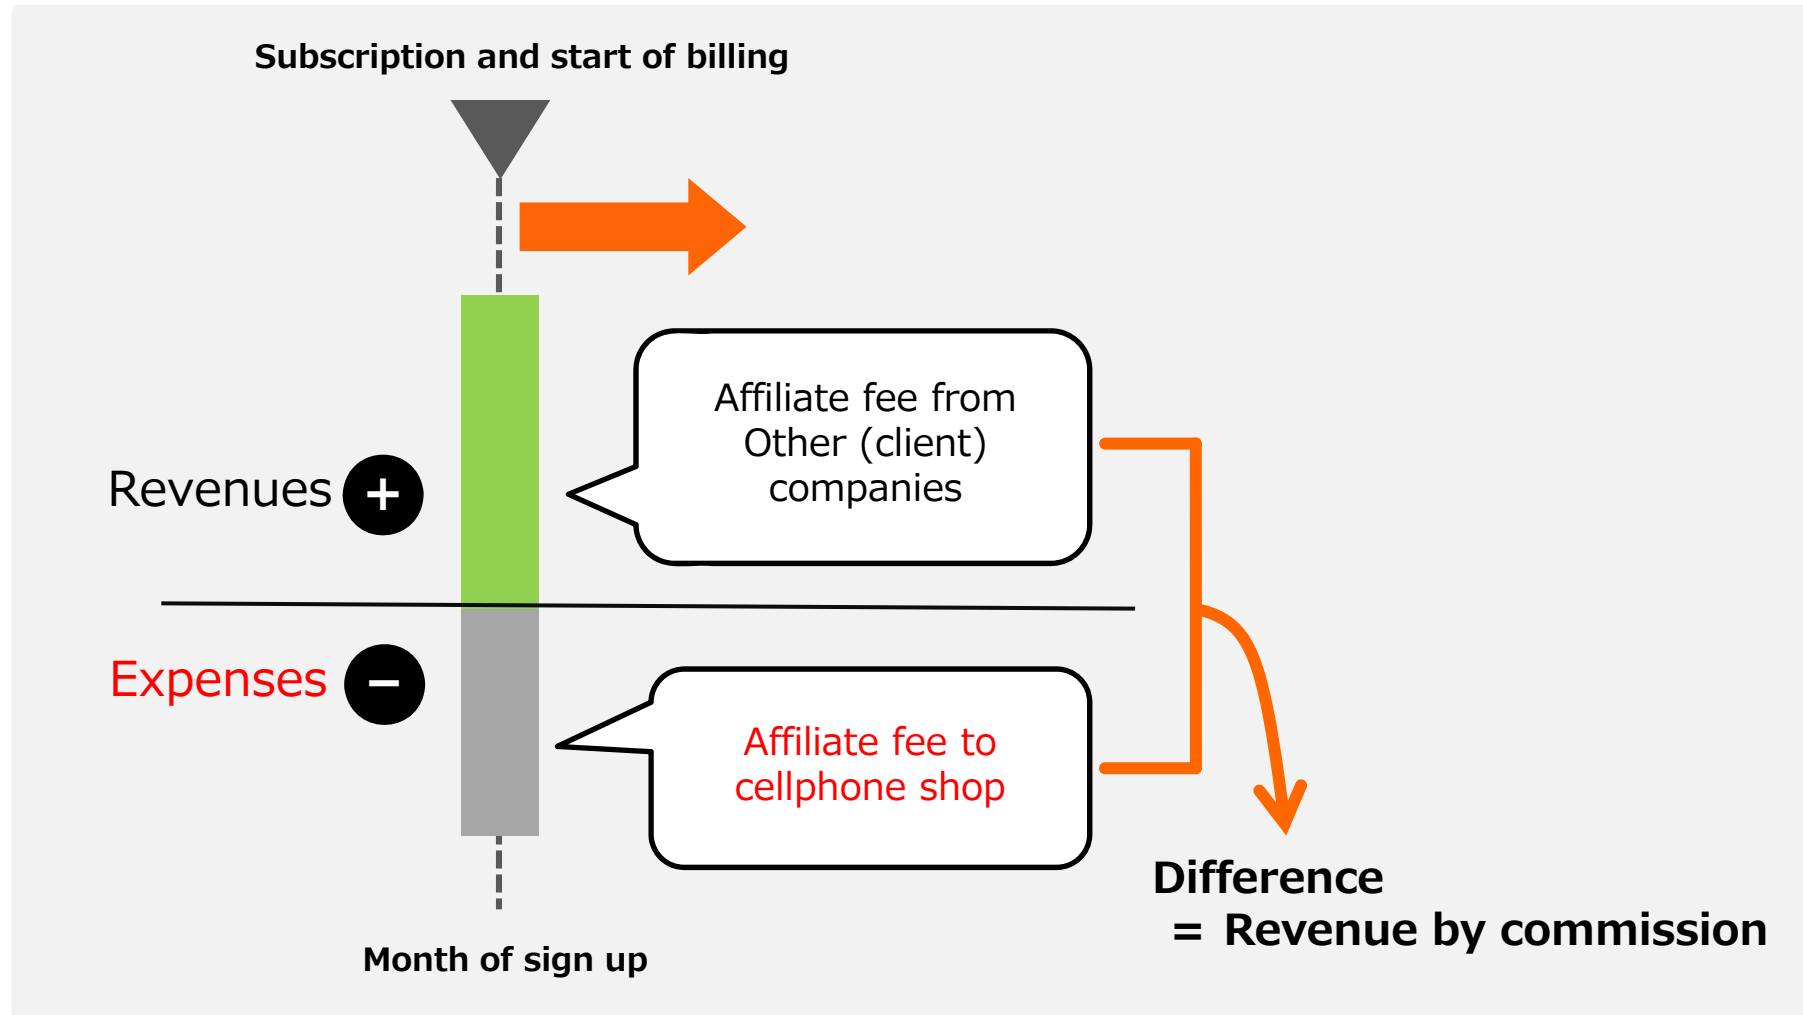 Subscription and start of billing
Affiliate fee from
Other (client)
companies
Revenues +
Expenses −
Affiliate fee to
cellphone shop
Difference
= Revenue by commission
Month of sign up